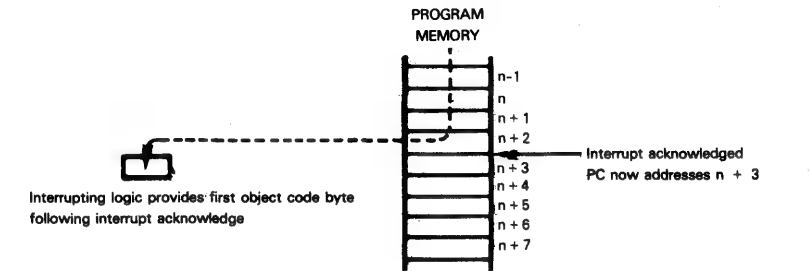 PROGRAM
MEMORY
n-1
n
n + 1
n + 2
n + 3
n + 4
n + 5
n + 6
n + 7
Interrupt acknowledged
PC now addresses n + 3
Interrupting logic provides first object code byte
following interrupt acknowledge